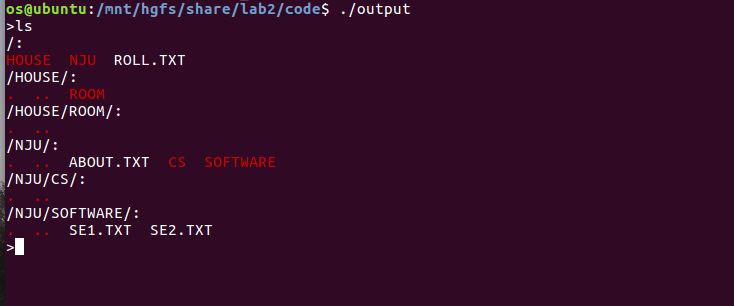 os@ubuntu:/mnt/hgfs/share/lab2/code$ ./output
>ls
/:
HOUSE  NJU  ROLL.TXT
/HOUSE/:
.  ..  ROOM
/HOUSE/ROOM/:
.  ..
/NJU/:
.  ..  ABOUT.TXT  CS  SOFTWARE
/NJU/CS/:
.  ..
/NJU/SOFTWARE/:
.  ..  SE1.TXT  SE2.TXT
>